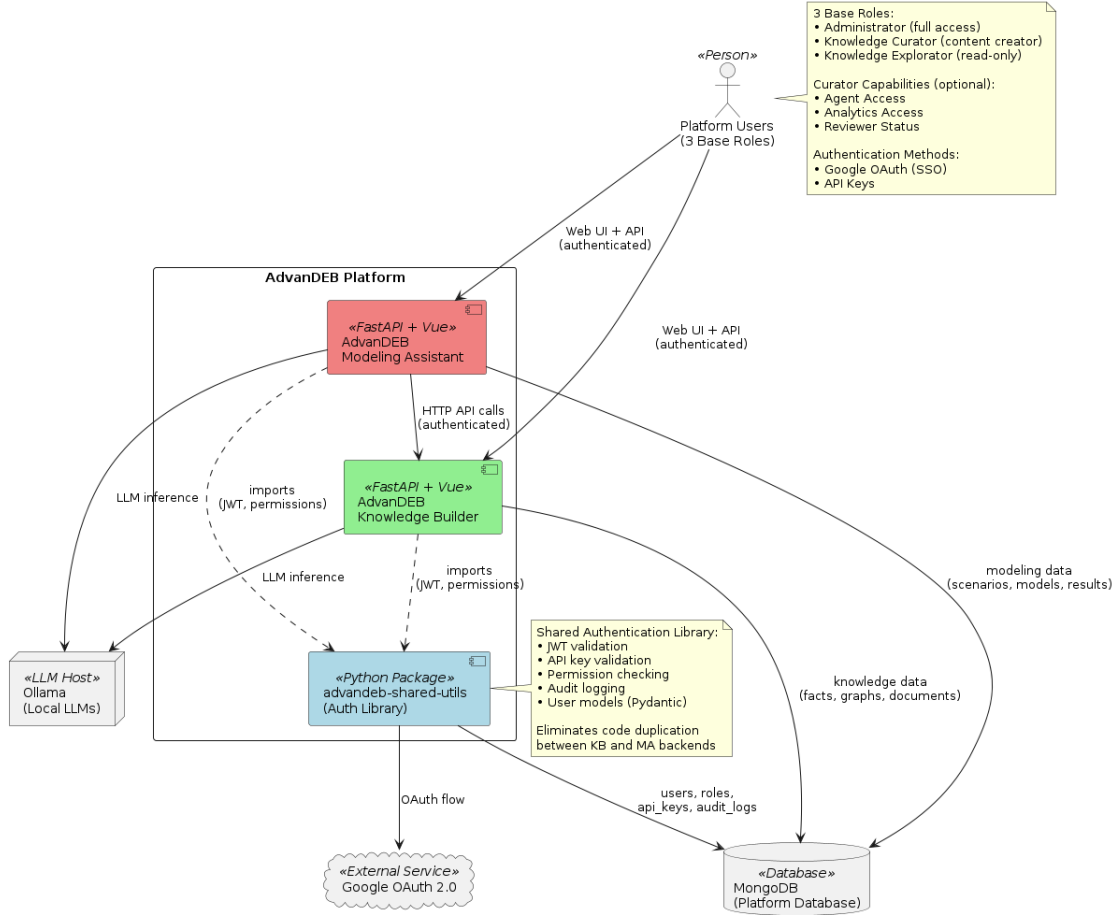 3 Base Roles:
• Administrator (full access)
• Knowledge Curator (content creator)
• Knowledge Explorator (read-only)
Curator Capabilities (optional):
• Agent Access
• Analytics Access
• Reviewer Status
Authentication Methods:
• Google OAuth (SSO)
• API Keys
«Person»
Platform Users
(3 Base Roles)
Web UI + API
(authenticated)
Web UI + API
(authenticated)
AdvanDEB Platform
«FastAPI + Vue»
AdvanDEB
Modeling Assistant
HTTP API calls
(authenticated)
«FastAPI + Vue»
AdvanDEB
Knowledge Builder
LLM inference
imports
(JWT, permissions)
LLM inference
imports
(JWT, permissions)
modeling data
(scenarios, models, results)
knowledge data
(facts, graphs, documents)
Shared Authentication Library:
• JWT validation
• API key validation
• Permission checking
• Audit logging
• User models (Pydantic)
Eliminates code duplication
between KB and MA backends
«LLM Host»
Ollama
(Local LLMs)
«Python Package»
advandeb-shared-utils
(Auth Library)
OAuth flow
users, roles,
api_keys, audit_logs
«External Service»
Google OAuth 2.0
«Database»
MongoDB
(Platform Database)